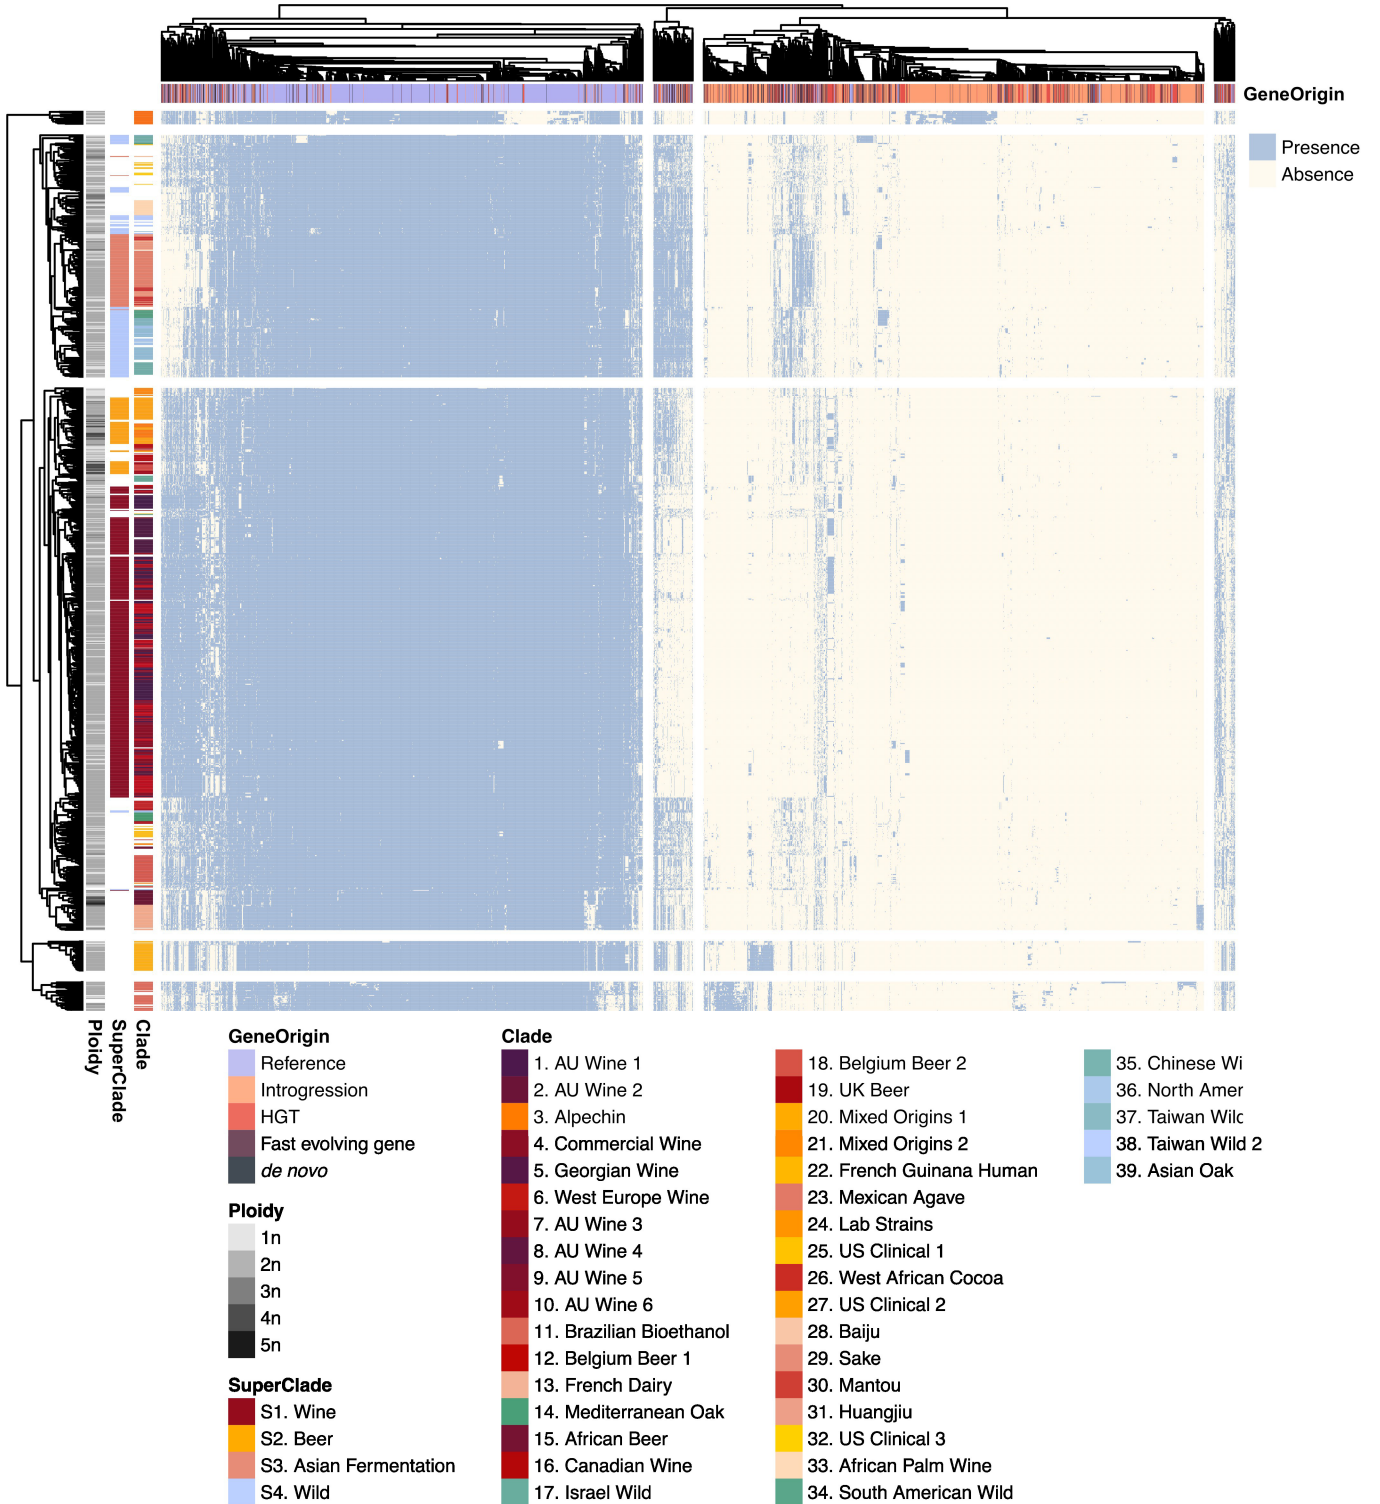 GeneOrigin
Presence
Absence
Ploidy
SuperClade
Clade
GeneOrigin
Reference
Introgression
HGT
Fast evolving gene
de novo
Ploidy
1n
2n
3n
4n
5n
SuperClade
S1. Wine
S2. Beer
S3. Asian Fermentation
S4. Wild
Clade
1. AU Wine 1
2. AU Wine 2
3. Alpechin
4. Commercial Wine
5. Georgian Wine
6. West Europe Wine
7. AU Wine 3
8. AU Wine 4
9. AU Wine 5
10. AU Wine 6
11. Brazilian Bioethanol
12. Belgium Beer 1
13. French Dairy
14. Mediterranean Oak
15. African Beer
16. Canadian Wine
17. Israel Wild
18. Belgium Beer 2
19. UK Beer
20. Mixed Origins 1
21. Mixed Origins 2
22. French Guinana Human
23. Mexican Agave
24. Lab Strains
25. US Clinical 1
26. West African Cocoa
27. US Clinical 2
28. Baiju
29. Sake
30. Mantou
31. Huangjiu
32. US Clinical 3
33. African Palm Wine
34. South American Wild
35. Chinese Wi
36. North Amer
37. Taiwan Wilc
38. Taiwan Wild 2
39. Asian Oak